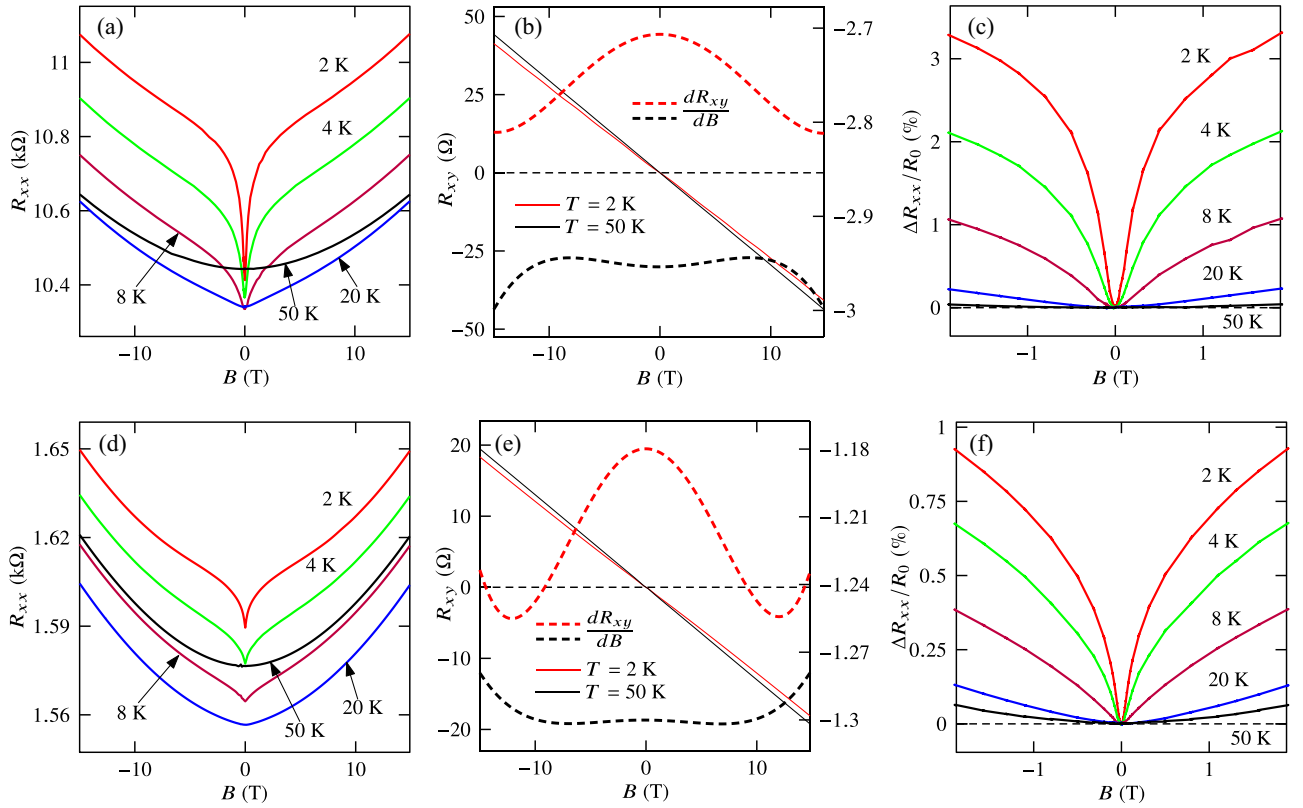 (a)
11
10.8
10.6
10.4
R_xx (kΩ)
2 K
4 K
8 K
50 K
20 K
−10 0 10
B (T)
(b)
50
25
0
−25
−50
R_xy (Ω)
dR_xy
dB
T = 2 K
T = 50 K
−2.7
−2.8
−2.9
−3
−10 0 10
B (T)
(c)
3
2
1
0
ΔR_xx/R_0 (%)
2 K
4 K
8 K
20 K
50 K
−1 0 1
B (T)
(d)
1.65
1.62
1.59
1.56
R_xx (kΩ)
2 K
4 K
8 K
50 K
20 K
−10 0 10
B (T)
(e)
20
10
0
−10
−20
R_xy (Ω)
dR_xy
dB
T = 2 K
T = 50 K
−1.18
−1.21
−1.24
−1.27
−1.3
−10 0 10
B (T)
(f)
1
0.75
0.5
0.25
0
ΔR_xx/R_0 (%)
2 K
4 K
8 K
20 K
50 K
−1 0 1
B (T)